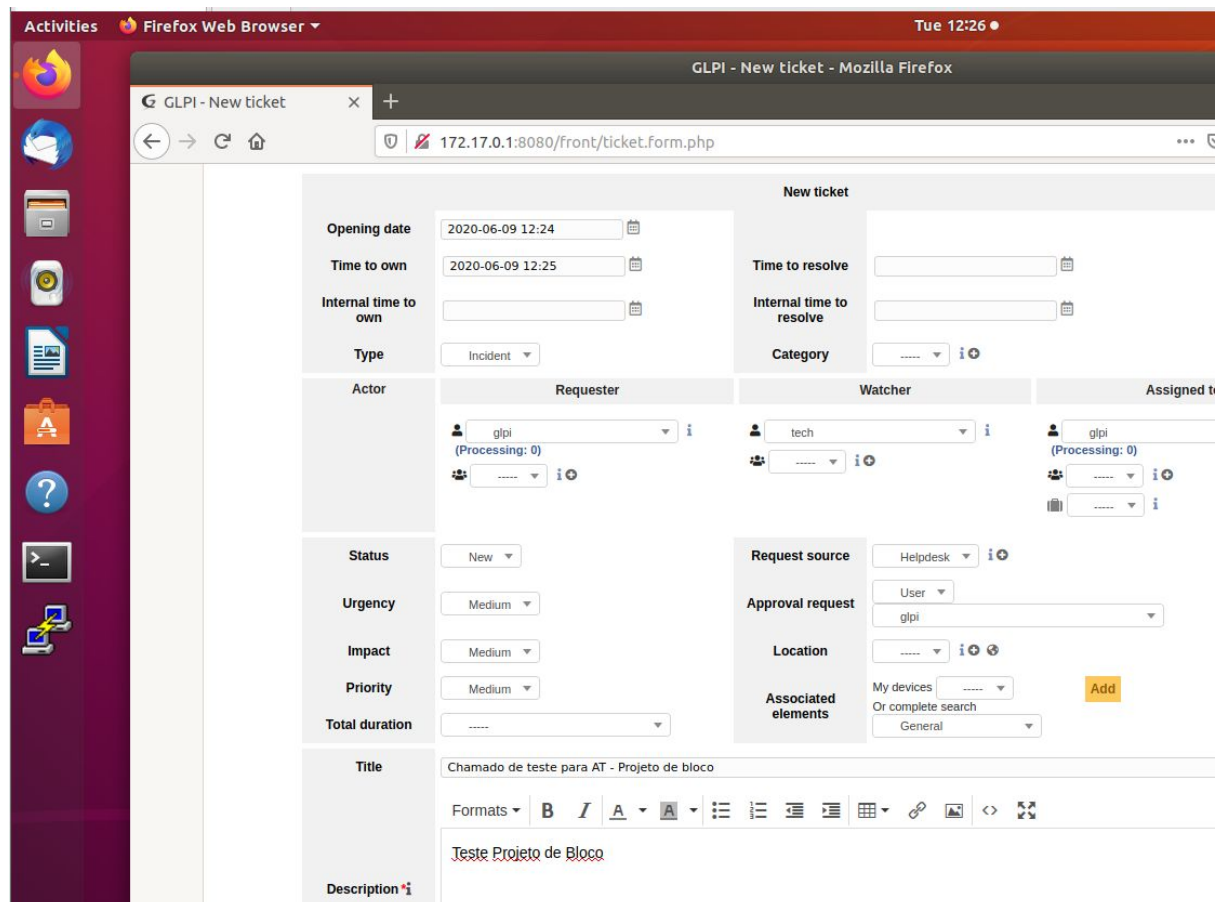 Activities Firefox Web Browser Tue 12:26
GLPI - New ticket - Mozilla Firefox
GLPI - New ticket
172.17.0.1:8080/front/ticket.form.php
New ticket
Opening date 2020-06-09 12:24
Time to own 2020-06-09 12:25 Time to resolve
Internal time to own Internal time to resolve
Type Incident Category -----
Actor Requester Watcher Assigned t
glpi tech glpi
(Processing: 0) (Processing: 0)
----- ----- -----
-----
Status New Request source Helpdesk
Urgency Medium Approval request User
glpi
Impact Medium Location -----
Priority Medium Associated elements My devices ----- Add
Or complete search
Total duration ----- General
Title Chamado de teste para AT - Projeto de bloco
Formats B I A A
Teste Projeto de Bloco
Description *